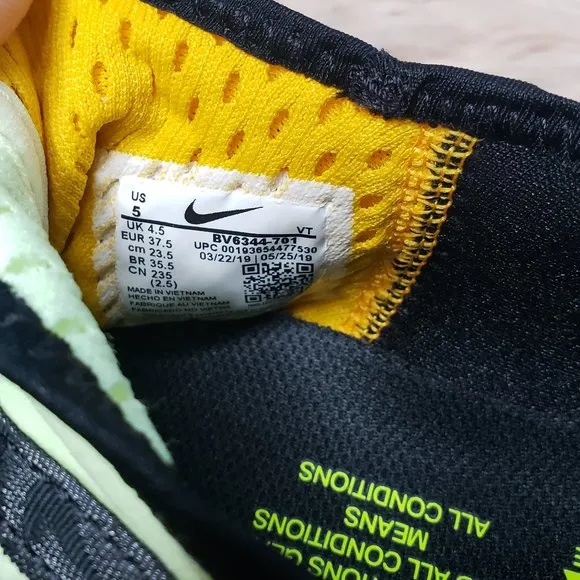 US
5
UK 4.5
EUR 37.5
cm 23.5
BR 35.5
CN 235
(2.5)
VT
BV6344-701
UPC 00193654477530
03/22/19 | 05/25/19
MADE IN VIETNAM
HECHO EN VIETNAM
FABRIQUE AU VIETNAM
FABRICADO NO VIETNAM
ALL CONDITIONS
MEANS
ALL CONDITIONS